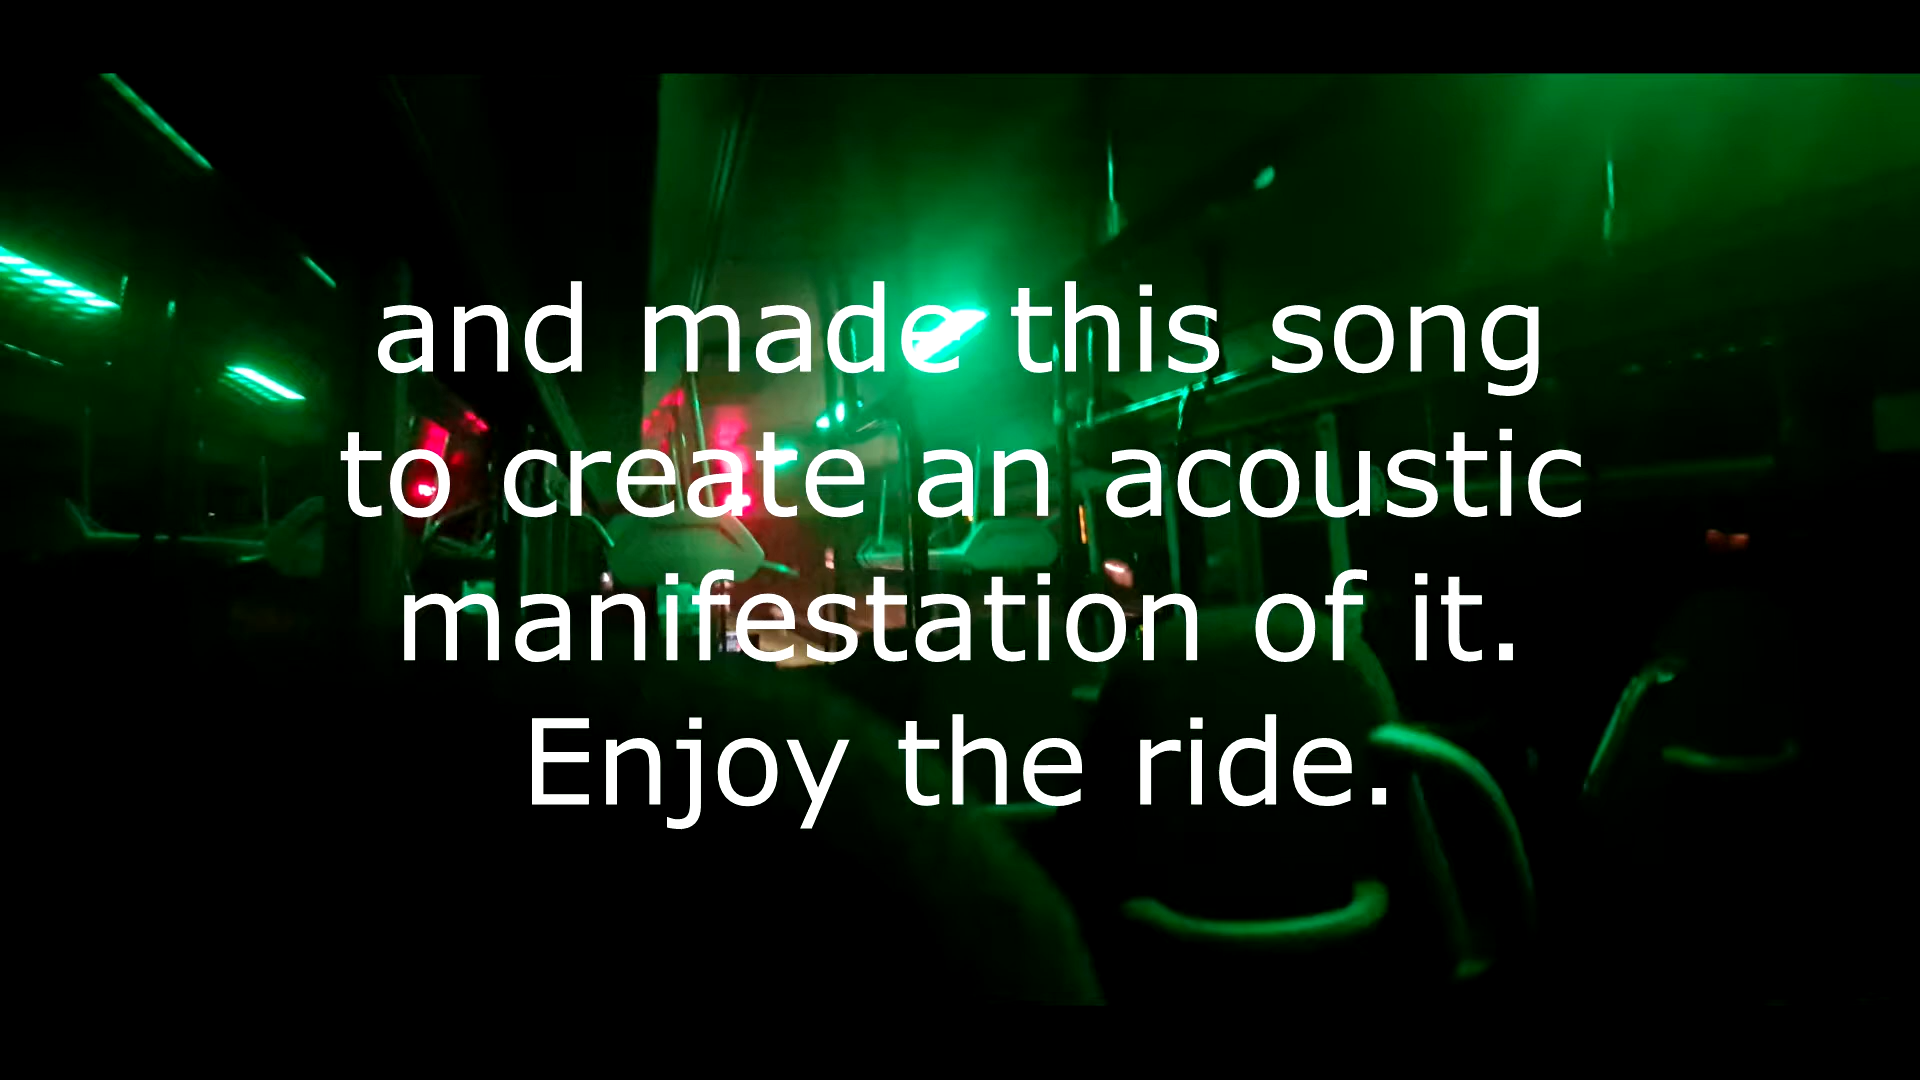 and made this song
to create an acoustic
manifestation of it.
Enjoy the ride.